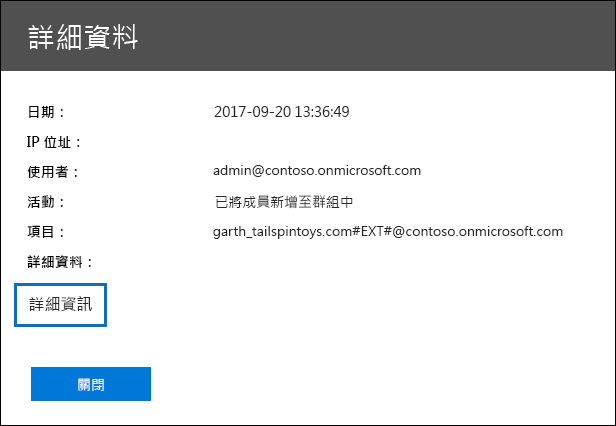 詳細資料
日期： 2017-09-20 13:36:49
IP 位址：
使用者： admin@contoso.onmicrosoft.com
活動： 已將成員新增至群組中
項目： garth_tailspintoys.com#EXT#@contoso.onmicrosoft.com
詳細資料：
詳細資訊
關閉